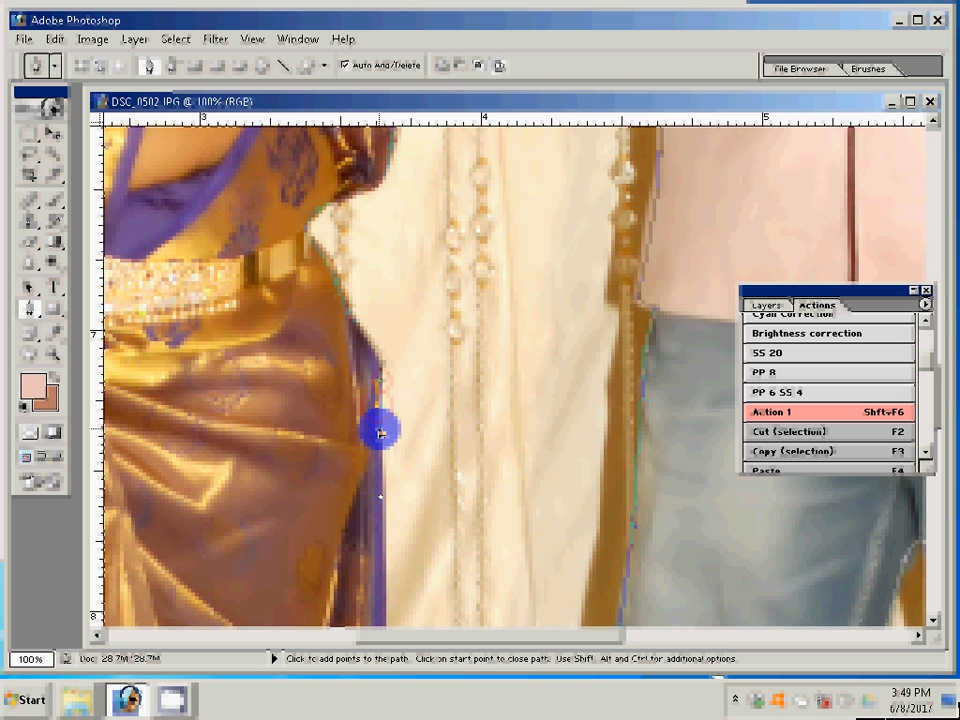 Adobe Photoshop
File Edit Image Layer Select Filter View Window Help
Auto Add/Delete
File Browser Brushes
DSC_0502.JPG @ 100% (RGB)
3 4 5
7
8
Layers Actions
Cyan Correction
Brightness correction
SS 20
PP 8
PP 6 SS 4
Action 1 Shft+F6
Cut (selection) F2
Copy (selection) F3
Paste F4
100% Doc: 28.7M/28.7M Click to add points to the path. Click on start point to close path. Use Shift, Alt and Ctrl for additional options.
Start
3:49 PM
6/8/2017